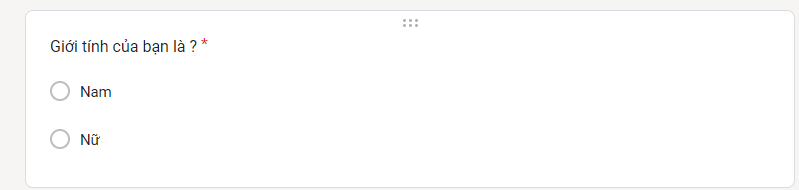 Giới tính của bạn là ? *
Nam
Nữ